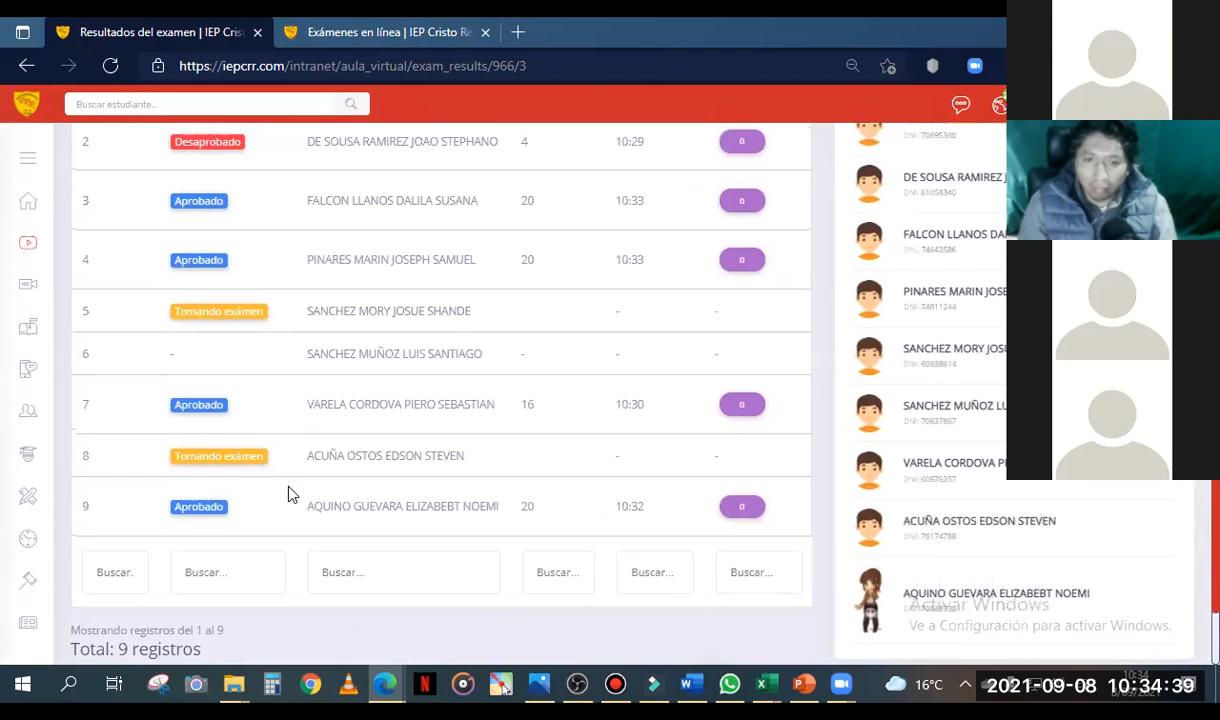 Resultados del examen | IEP Cris
Exámenes en línea | IEP Cristo Re
https://iepcrr.com/intranet/aula_virtual/exam_results/966/3
Buscar estudiante...
2 Desaprobado DE SOUSA RAMIREZ JOAO STEPHANO 4 10:29 0
3 Aprobado FALCON LLANOS DALILA SUSANA 20 10:33 0
4 Aprobado PINARES MARIN JOSEPH SAMUEL 20 10:33 0
5 Tomando exámen SANCHEZ MORY JOSUE SHANDE - -
6 - SANCHEZ MUÑOZ LUIS SANTIAGO - - -
7 Aprobado VARELA CORDOVA PIERO SEBASTIAN 16 10:30 0
8 Tomando exámen ACUÑA OSTOS EDSON STEVEN - -
9 Aprobado AQUINO GUEVARA ELIZABEBT NOEMI 20 10:32 0
Buscar. Buscar... Buscar... Buscar... Buscar... Buscar...
Mostrando registros del 1 al 9
Total: 9 registros
DE SOUSA RAMIREZ J
FALCON LLANOS DA
PINARES MARIN JOSE
SANCHEZ MORY JOSU
SANCHEZ MUÑOZ LU
VARELA CORDOVA P
ACUÑA OSTOS EDSON STEVEN
AQUINO GUEVARA ELIZABEBT NOEMI
Activar Windows
Ve a Configuración para activar Windows.
16°C
2021-09-08 10:34:39